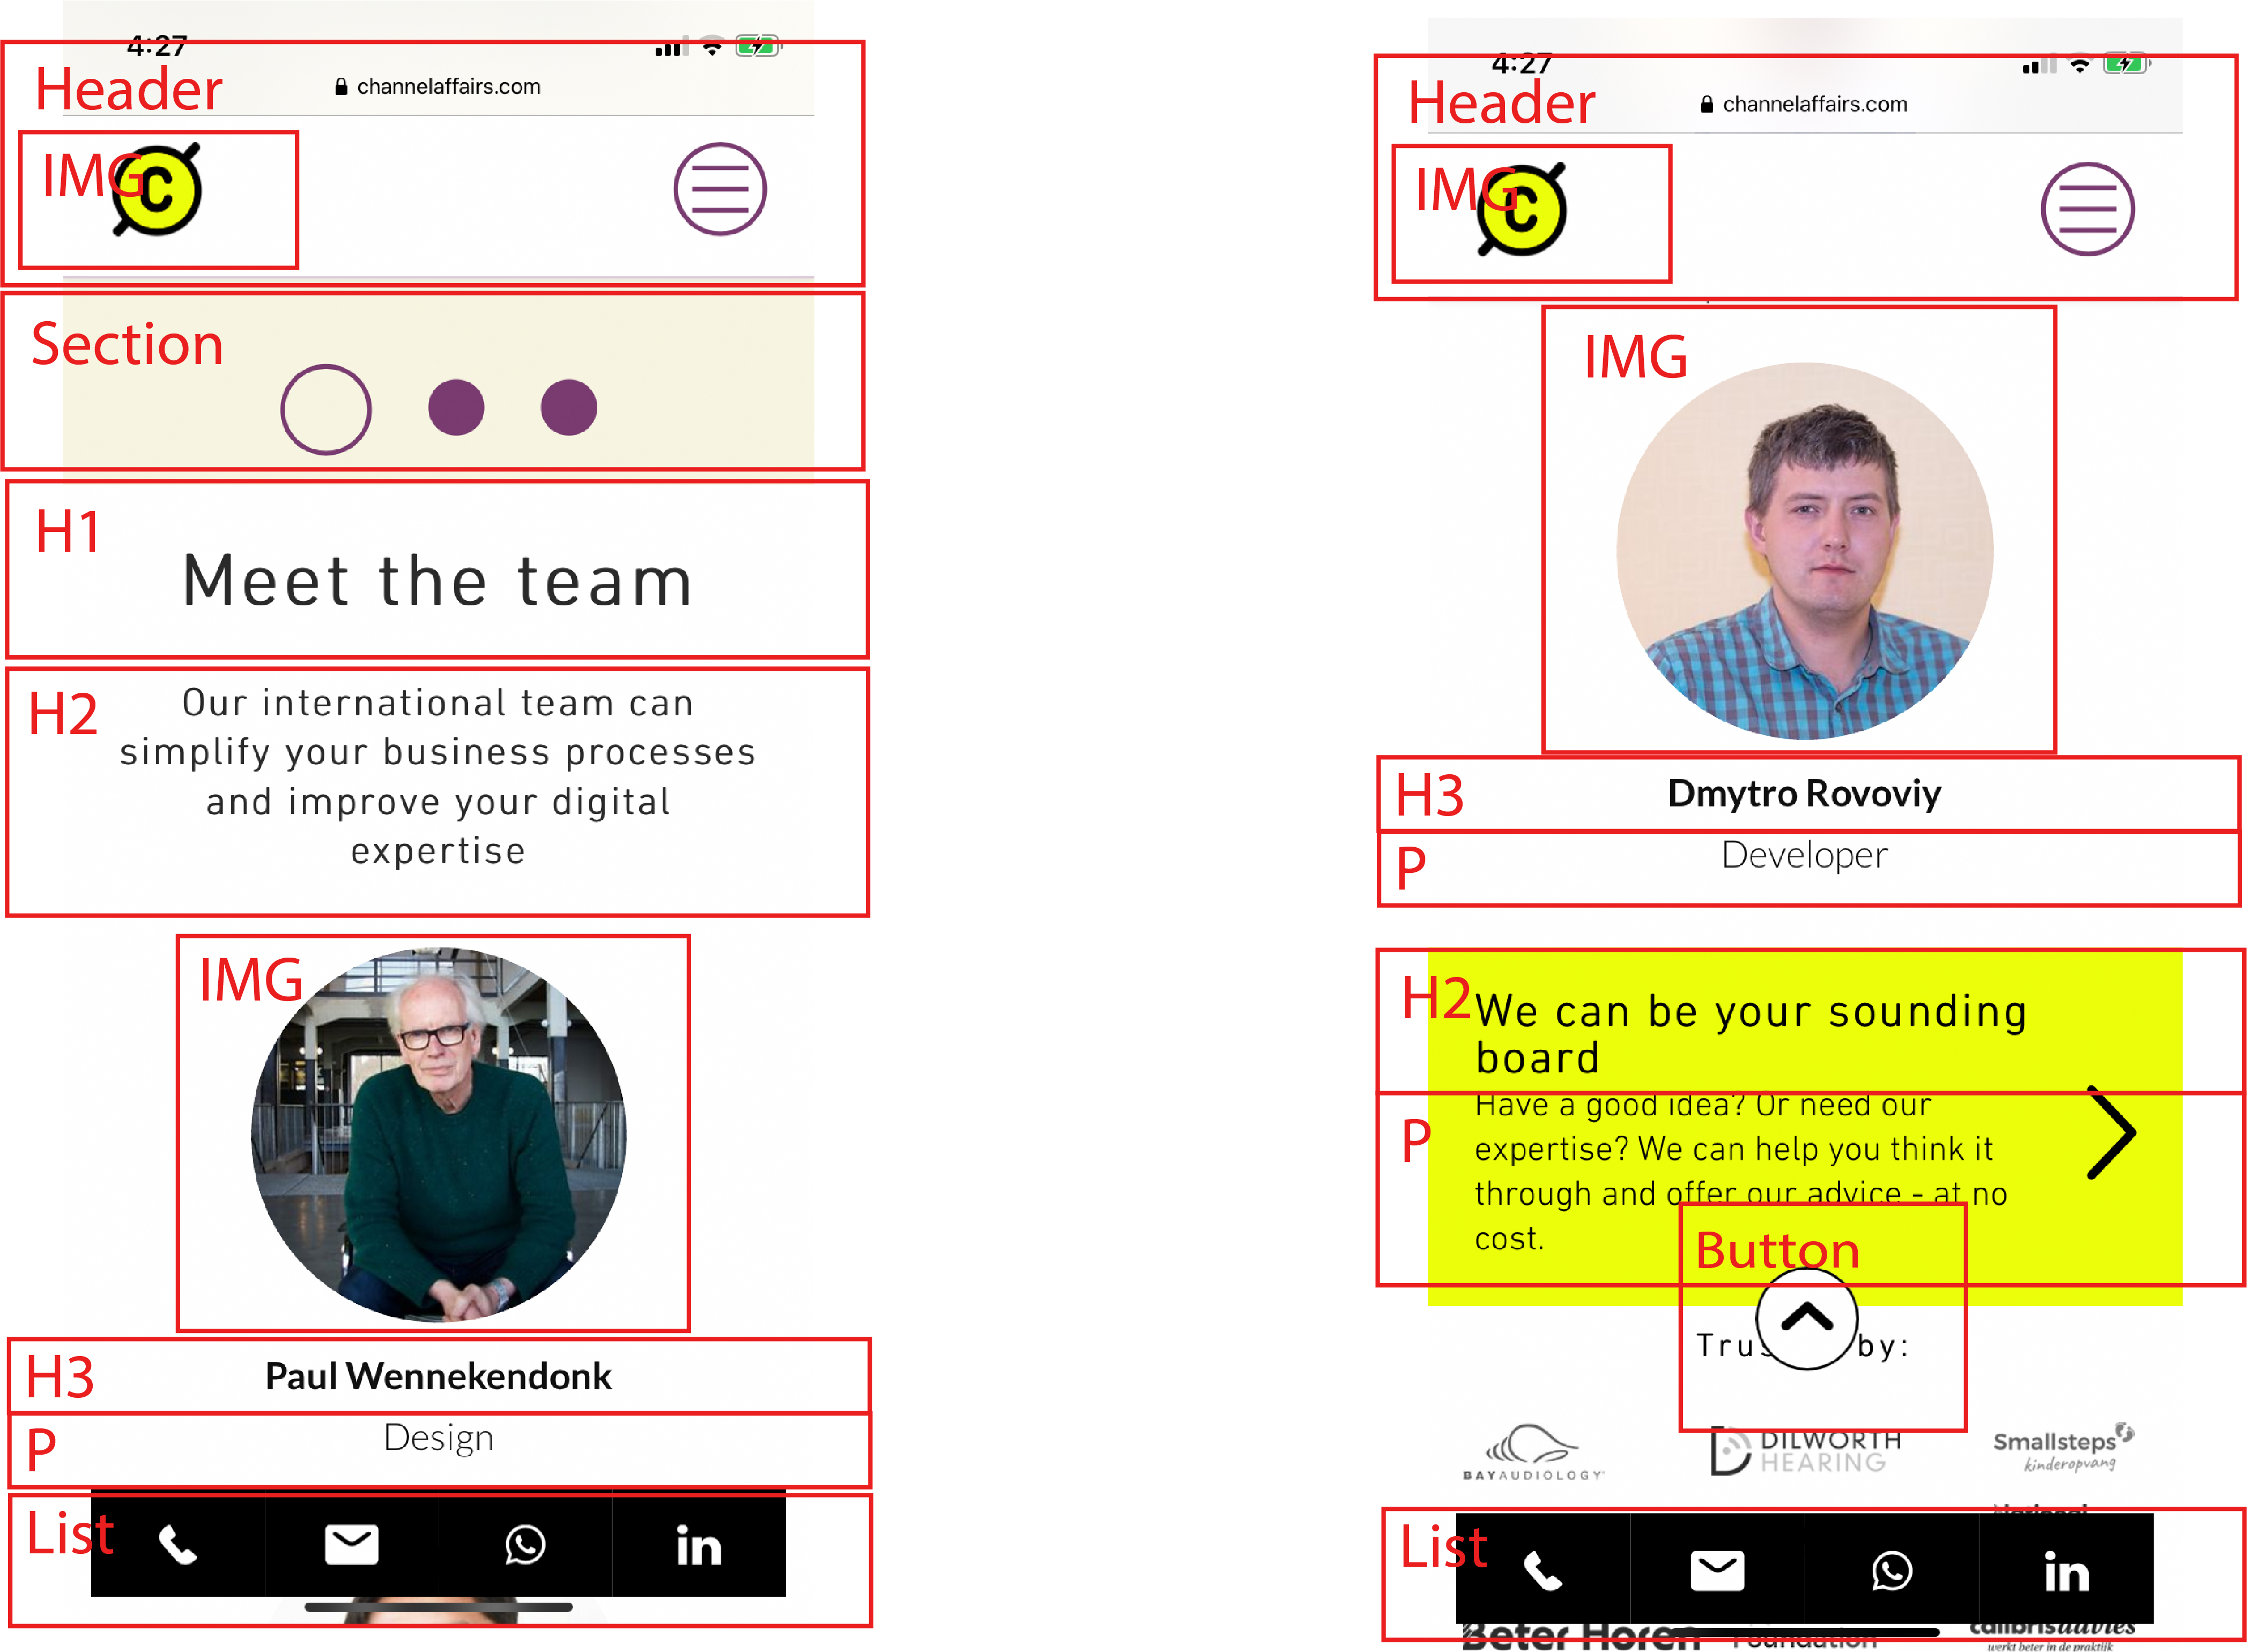 4:27
channelaffairs.com
Header
IMG
C
Section
H1
Meet the team
H2
Our international team can
simplify your business processes
and improve your digital
expertise
IMG
H3
Paul Wennekendonk
P
Design
List
in
4:27
channelaffairs.com
Header
IMG
C
IMG
H3
Dmytro Rovoviy
P
Developer
H2
We can be your sounding
board
P
Have a good idea? Or need our
expertise? We can help you think it
through and offer our advice - at no
cost.
Button
by:
BAYAUDIOLOGY
DILWORTH
HEARING
Smallsteps
kinderopvang
List
in
Beter Horen
Foundation
calibrisadvies
werkt beter in de praktijk